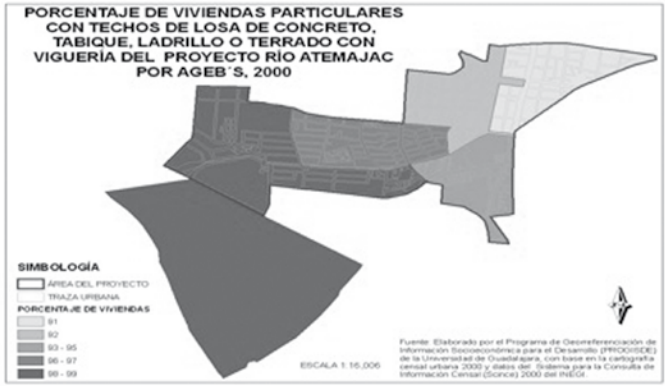 PORCENTAJE DE VIVIENDAS PARTICULARES
CON TECHOS DE LOSA DE CONCRETO,
TABIQUE, LADRILLO O TERRADO CON
VIGUERÍA DEL PROYECTO RÍO ATEMAJAC
POR AGEB´S, 2000
SIMBOLOGÍA
ÁREA DEL PROYECTO
TRAZA URBANA
PORCENTAJE DE VIVIENDAS
91
92
93 - 95
96 - 97
98 - 99
ESCALA 1:16,006
Fuente: Elaborado por el Programa de Georreferenciación de
Información Socioeconómica para el Desarrollo (PROGIISDE)
de la Universidad de Guadalajara, con base en la cartografía
censal urbana 2000 y datos del Sistema para la Consulta de
Información Censal (Scince) 2000 del INEGI.